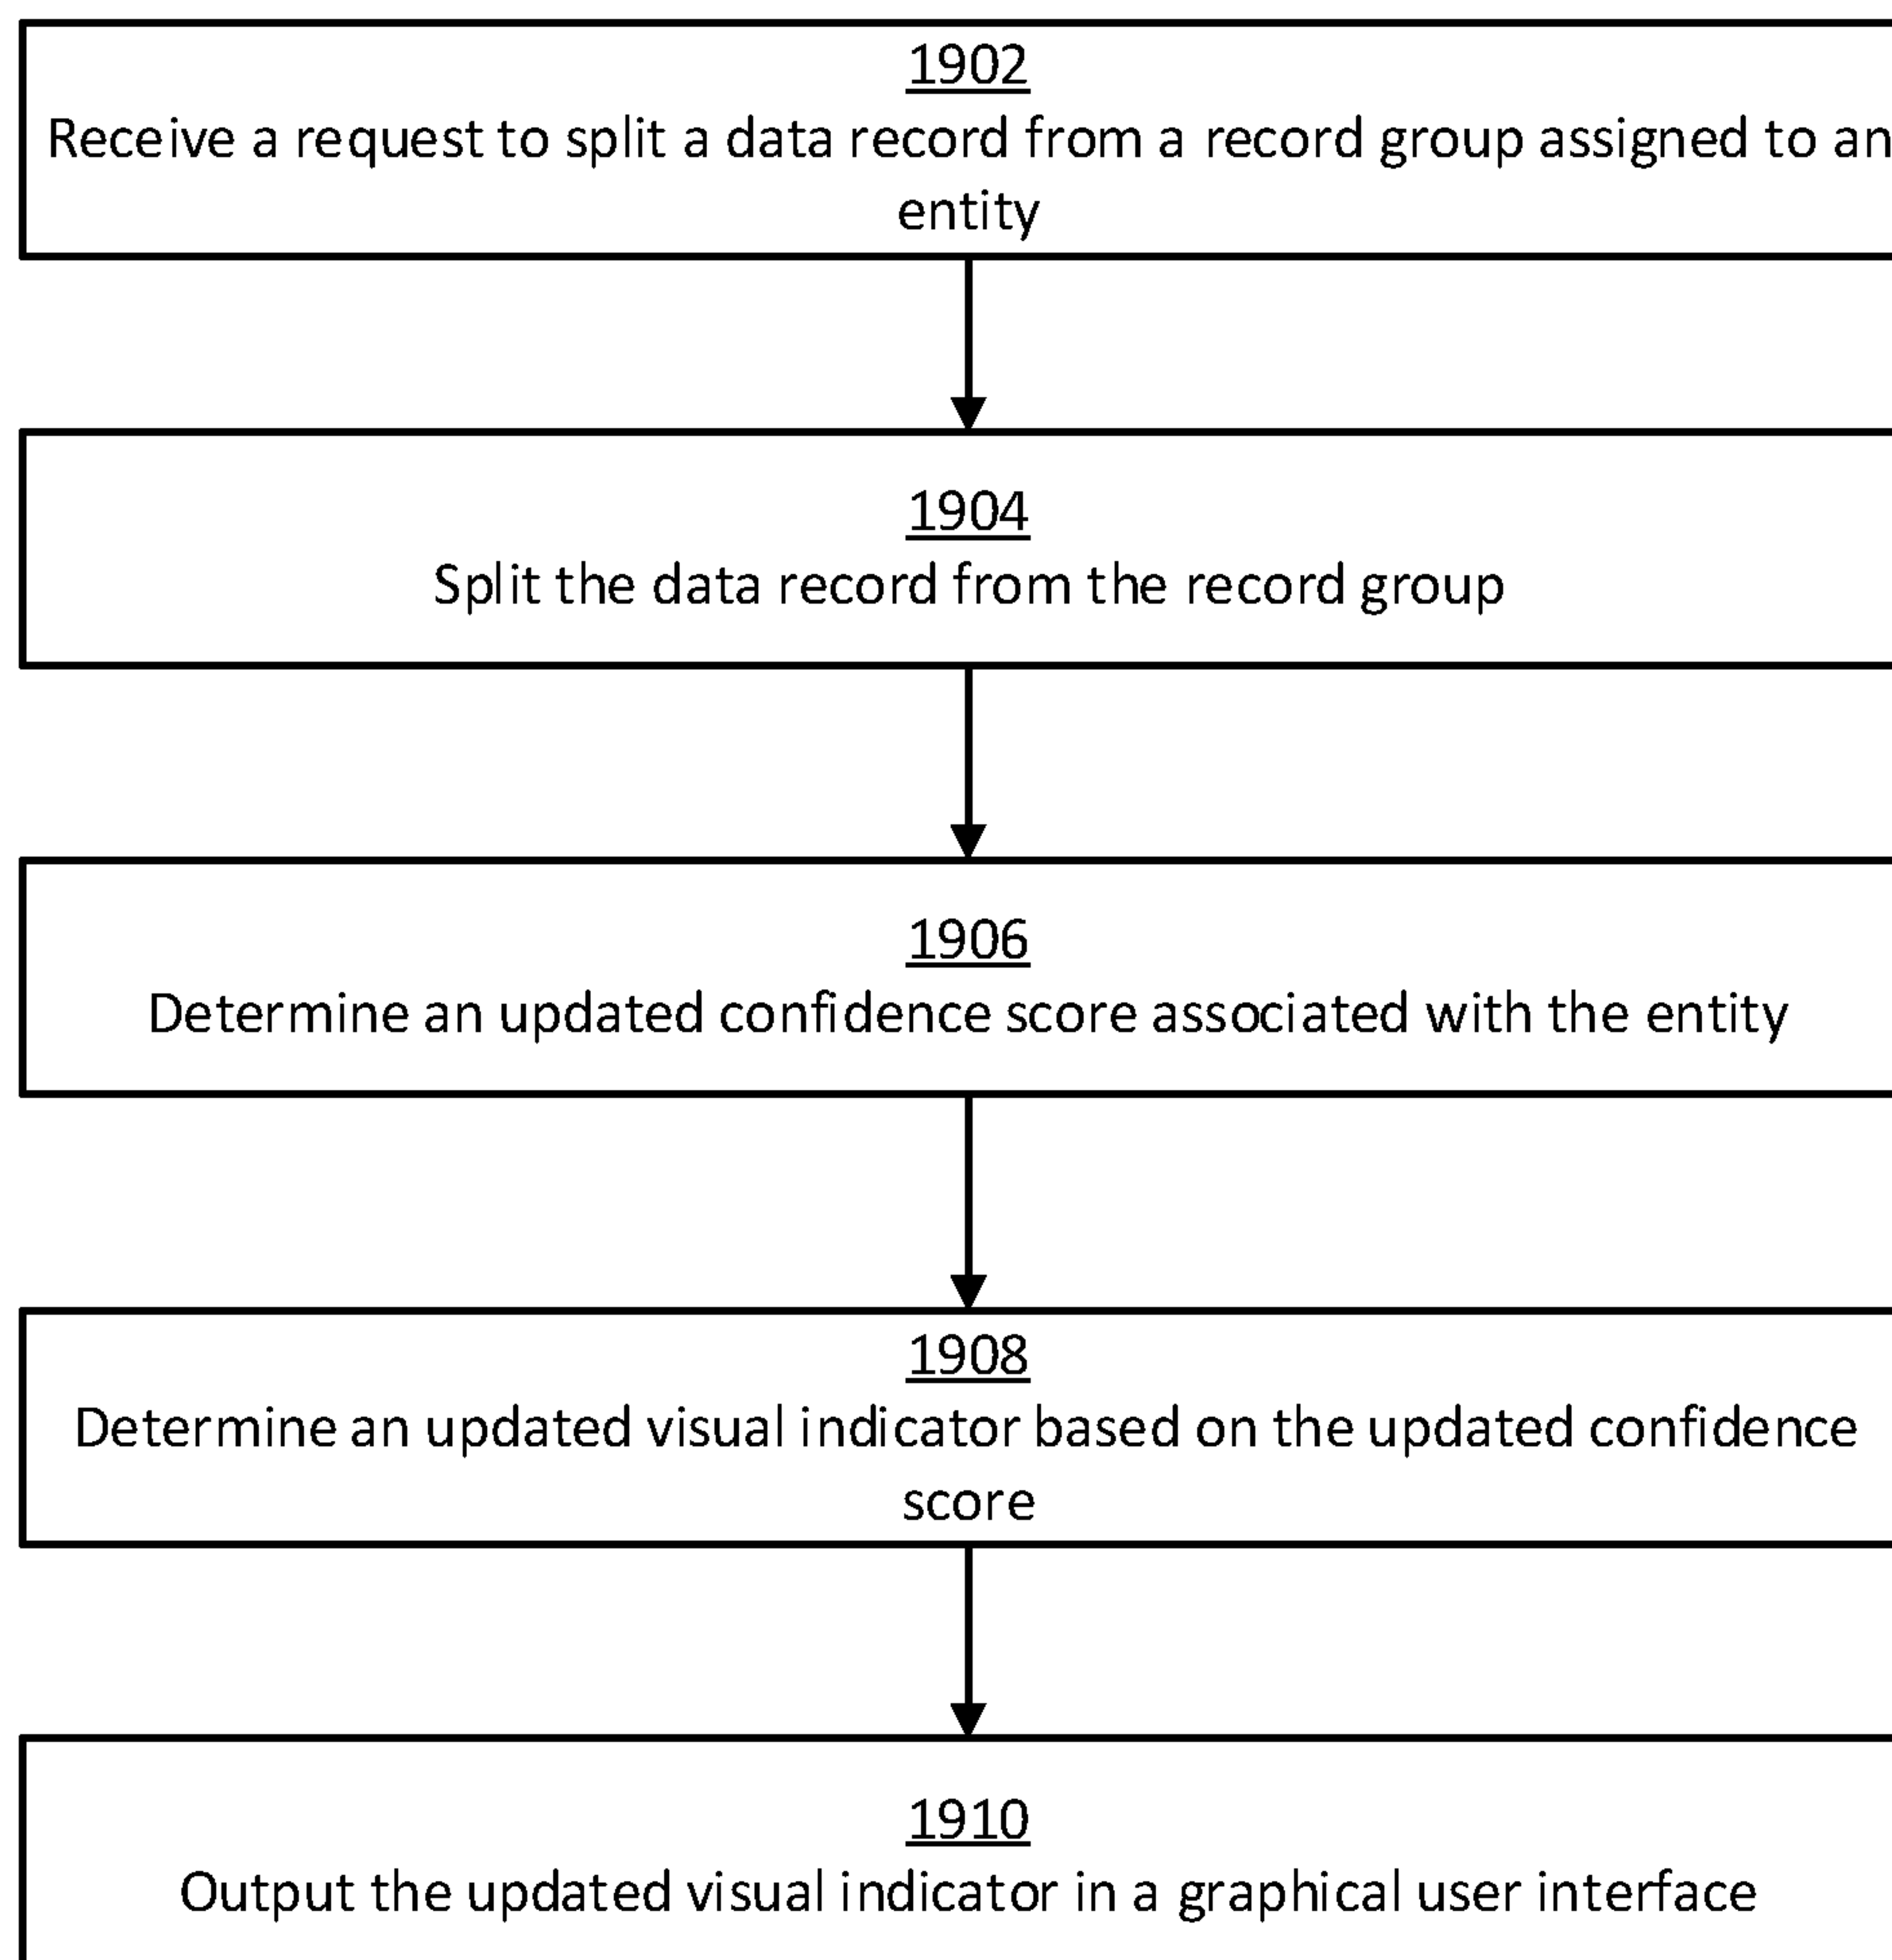 1902
Receive a request to split a data record from a record group assigned to an
entity
1904
Split the data record from the record group
1906
Determine an updated confidence score associated with the entity
1908
Determine an updated visual indicator based on the updated confidence
score
1910
Output the updated visual indicator in a graphical user interface